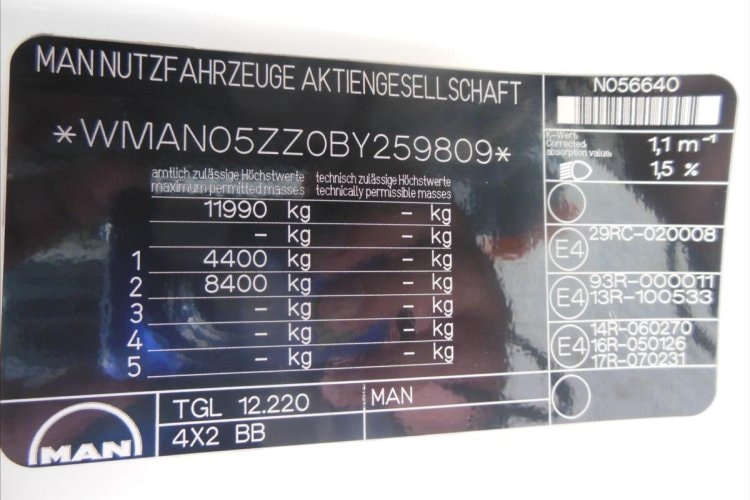 MAN NUTZFAHRZEUGE AKTIENGESELLSCHAFT
*WMAN05ZZ0BY259809*
amtlich zulässige Höchstwerte technisch zulässige Höchstwerte
maximum permitted masses technically permissible masses
11990 kg – kg
– kg – kg
1 4400 kg – kg
2 8400 kg – kg
3 – kg – kg
4 – kg – kg
5 – kg – kg
MAN
TGL 12.220
4X2 BB
MAN
N056640
K-Wert
Corrected
absorption value
1,1 m⁻¹
1,5 %
E4 29RC-020008
E4 93R-000011
13R-100533
E4 14R-060270
16R-050126
17R-070231